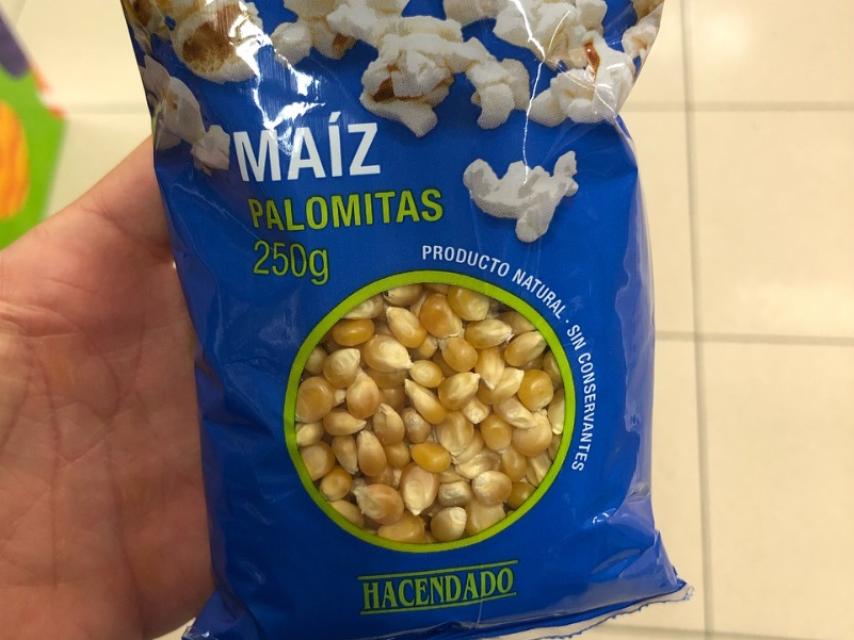 MAÍZ
PALOMITAS
250g
PRODUCTO NATURAL · SIN CONSERVANTES
HACENDADO